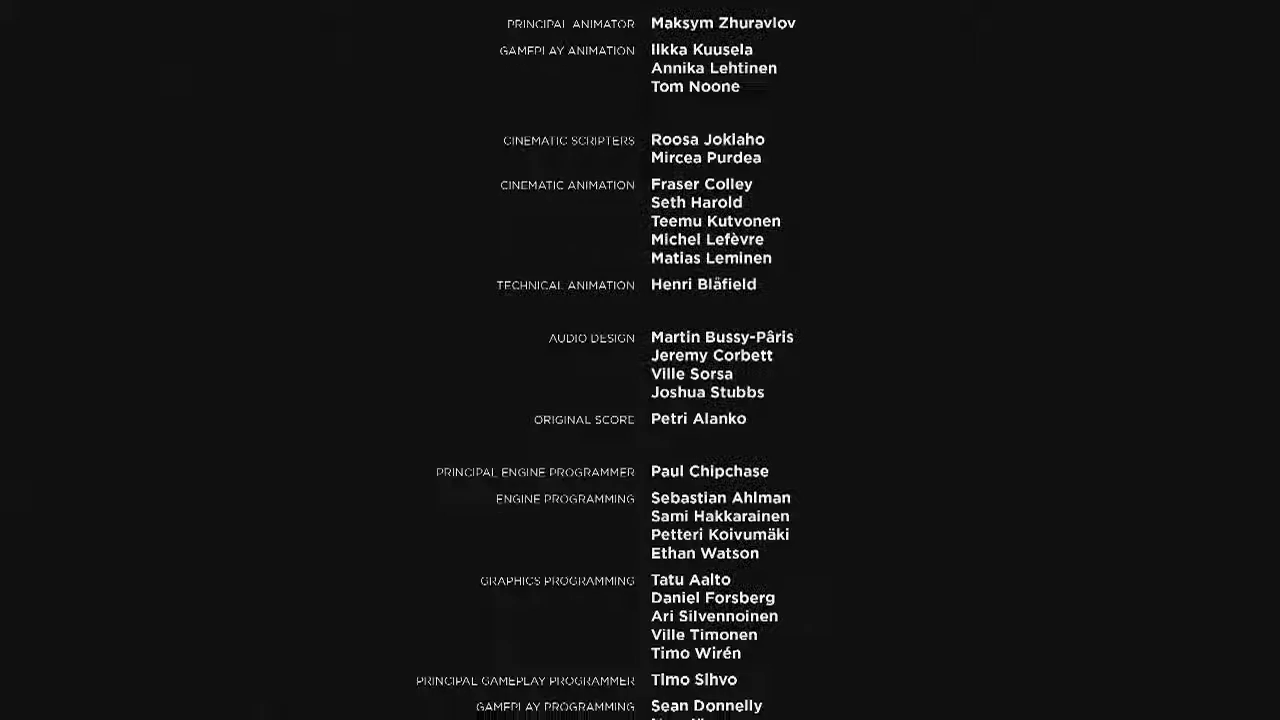 PRINCIPAL ANIMATOR Maksym Zhuravlov
GAMEPLAY ANIMATION Ilkka Kuusela
Annika Lehtinen
Tom Noone
CINEMATIC SCRIPTERS Roosa Joklaho
Mircea Purdea
CINEMATIC ANIMATION Fraser Colley
Seth Harold
Teemu Kutvonen
Michel Lefèvre
Matias Leminen
TECHNICAL ANIMATION Henri Blåfield
AUDIO DESIGN Martin Bussy-Pâris
Jeremy Corbett
Ville Sorsa
Joshua Stubbs
ORIGINAL SCORE Petri Alanko
PRINCIPAL ENGINE PROGRAMMER Paul Chipchase
ENGINE PROGRAMMING Sebastian Ahlman
Sami Hakkarainen
Petteri Koivumäki
Ethan Watson
GRAPHICS PROGRAMMING Tatu Aalto
Daniel Forsberg
Ari Silvennoinen
Ville Timonen
Timo Wirén
PRINCIPAL GAMEPLAY PROGRAMMER Timo Sihvo
GAMEPLAY PROGRAMMING Sean Donnelly